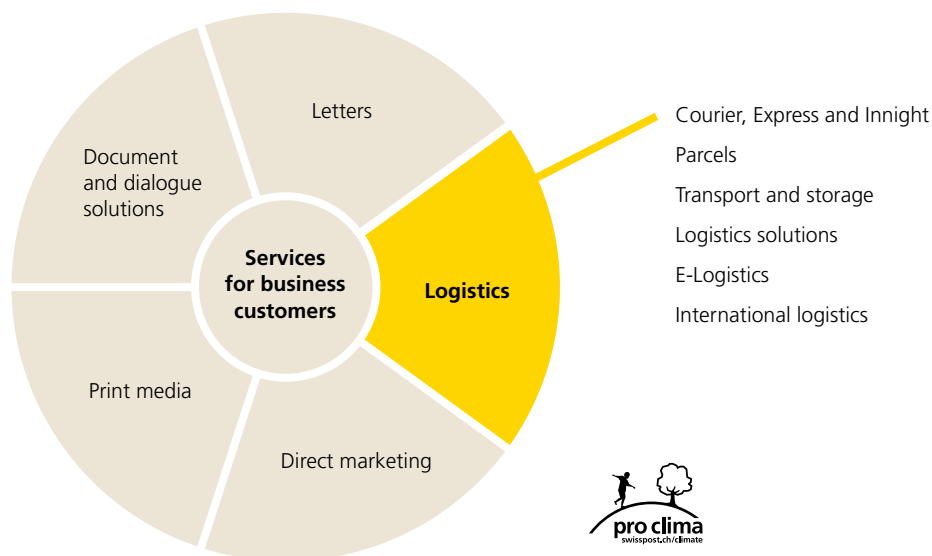 Letters
Document
and dialogue
solutions
Services
for business
customers
Logistics
Print media
Direct marketing
Courier, Express and Innight
Parcels
Transport and storage
Logistics solutions
E-Logistics
International logistics
pro clima
swisspost.ch/climate